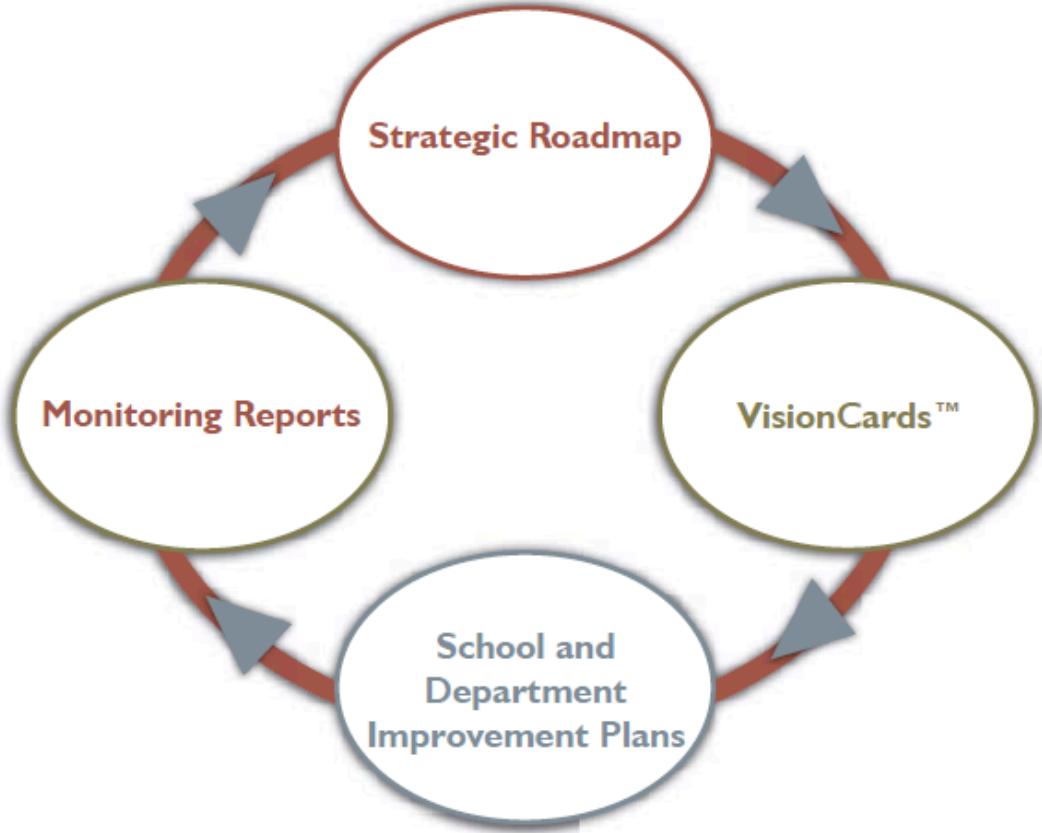 Strategic Roadmap
Monitoring Reports
VisionCards™
School and
Department
Improvement Plans